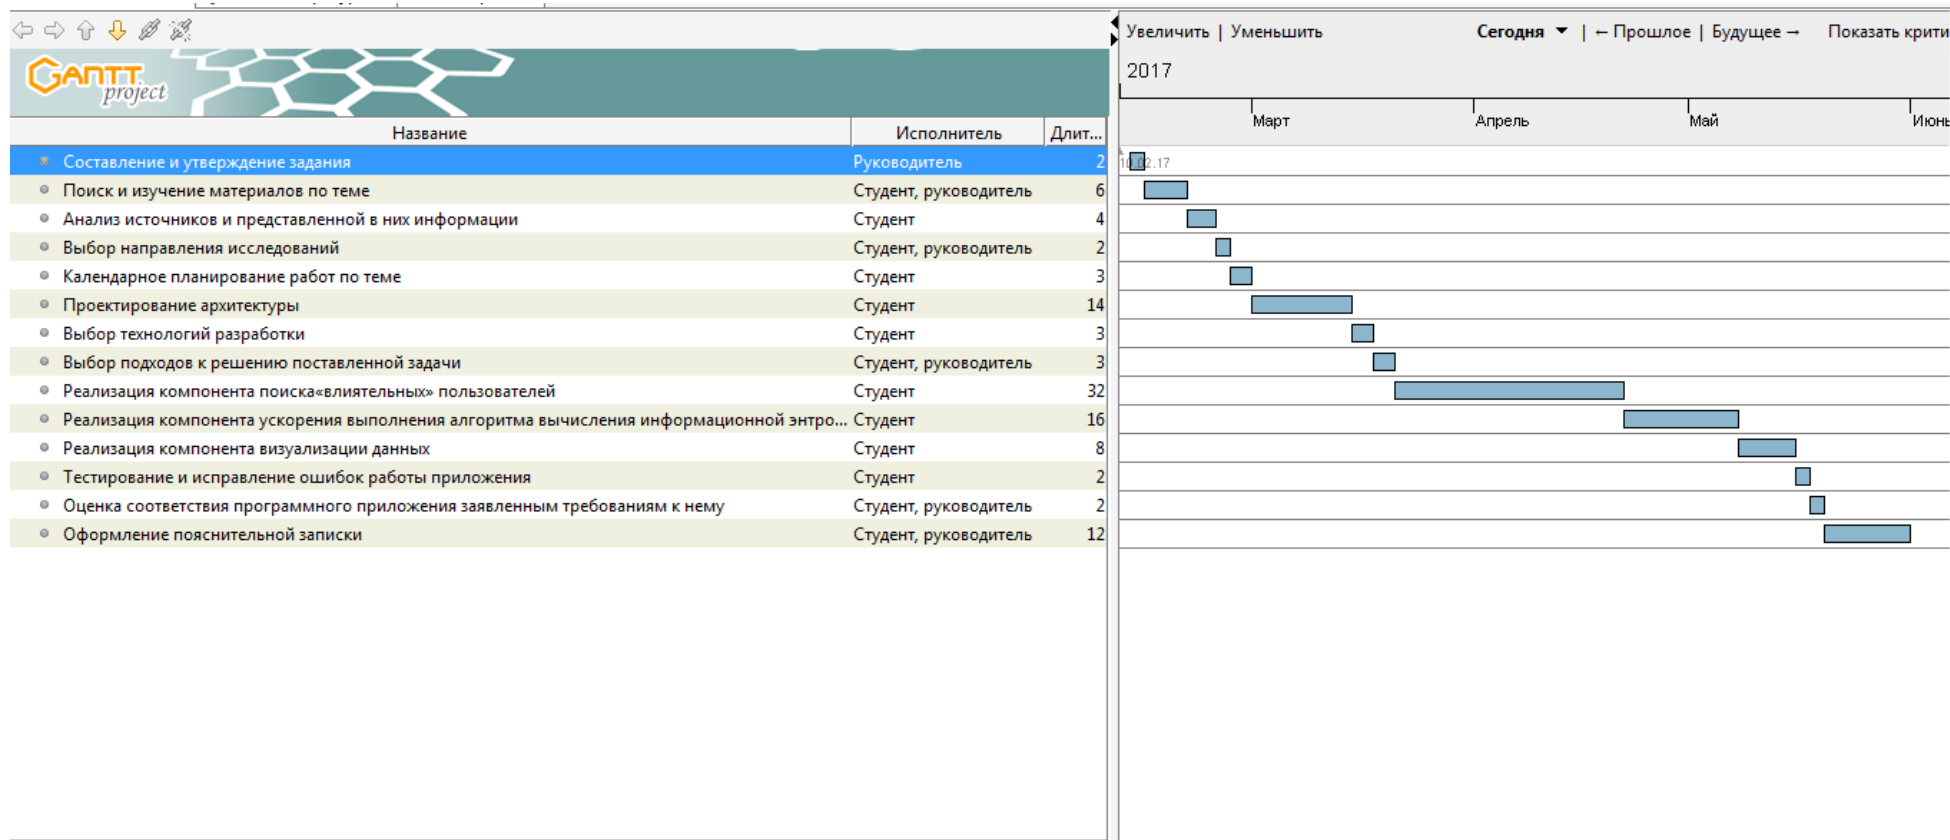 Увеличить | Уменьшить Сегодня ▼ | ← Прошлое | Будущее → Показать крити
GANTT project
2017
Март Апрель Май Июнь
Название Исполнитель Длит...
Составление и утверждение задания Руководитель 2
10.02.17
Поиск и изучение материалов по теме Студент, руководитель 6
Анализ источников и представленной в них информации Студент 4
Выбор направления исследований Студент, руководитель 2
Календарное планирование работ по теме Студент 3
Проектирование архитектуры Студент 14
Выбор технологий разработки Студент 3
Выбор подходов к решению поставленной задачи Студент, руководитель 3
Реализация компонента поиска«влиятельных» пользователей Студент 32
Реализация компонента ускорения выполнения алгоритма вычисления информационной энтро... Студент 16
Реализация компонента визуализации данных Студент 8
Тестирование и исправление ошибок работы приложения Студент 2
Оценка соответствия программного приложения заявленным требованиям к нему Студент, руководитель 2
Оформление пояснительной записки Студент, руководитель 12